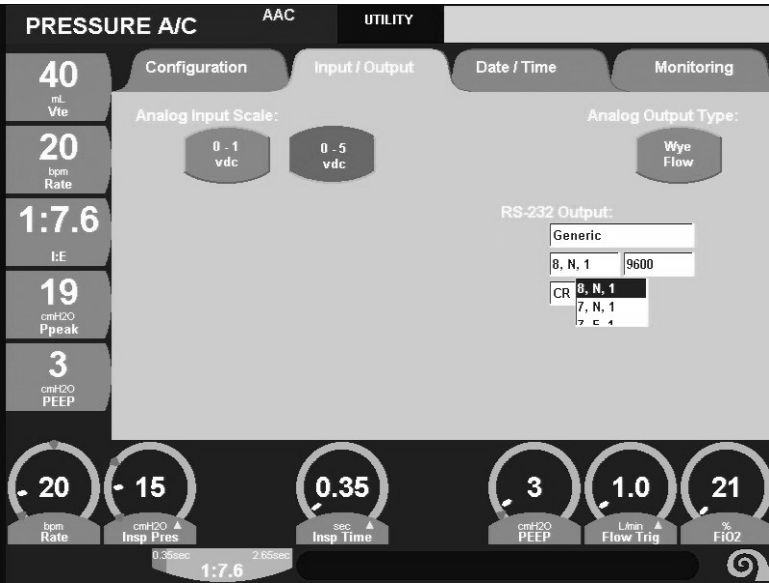 PRESSURE A/C
AAC
UTILITY
Configuration
Input / Output
Date / Time
Monitoring
40
mL
Vte
20
bpm
Rate
1:7.6
I:E
19
cmH2O
Ppeak
3
cmH2O
PEEP
Analog Input Scale:
0 - 1
vdc
0 - 5
vdc
Analog Output Type:
Wye
Flow
RS-232 Output:
Generic
8, N, 1
9600
CR
8, N, 1
7, N, 1
20
bpm
Rate
15
cmH2O
Insp Pres
0.35
sec
Insp Time
3
cmH2O
PEEP
1.0
L/min
Flow Trig
21
%
FiO2
0.35sec
2.65sec
1:7.6